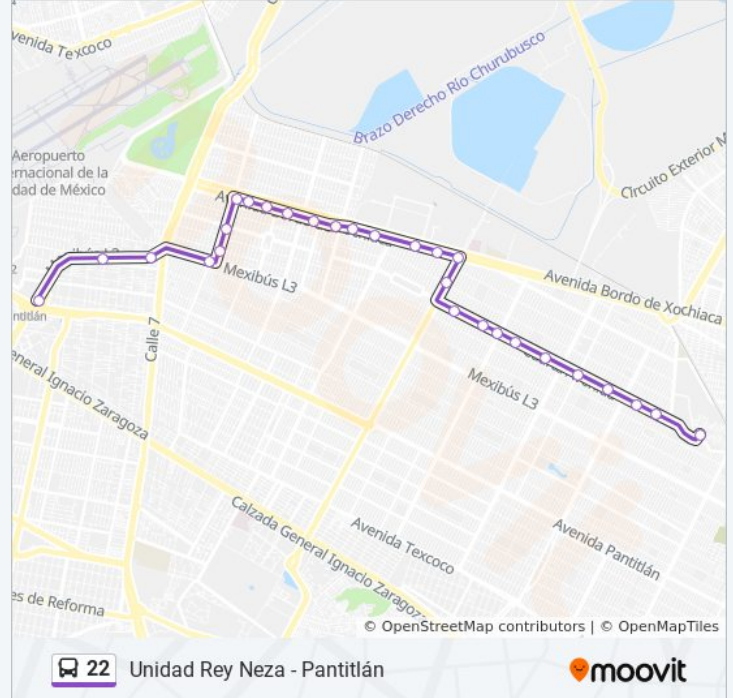 Avenida Texcoco
Brazo Derecho Río Churubusco
Aeropuerto
ernacional de la
dad de México
Circuito Exterior M
Mexibús L3
Avenida Bordo de Xochiaca
ntitlán
Calle 7
Mexibús L3
eneral Ignacio Zaragoza
Calzada General Ignacio Zaragoza
Avenida Texcoco
Avenida Pantitlán
es de Reforma
© OpenStreetMap contributors | © OpenMapTiles
22 Unidad Rey Neza - Pantitlán
moovit